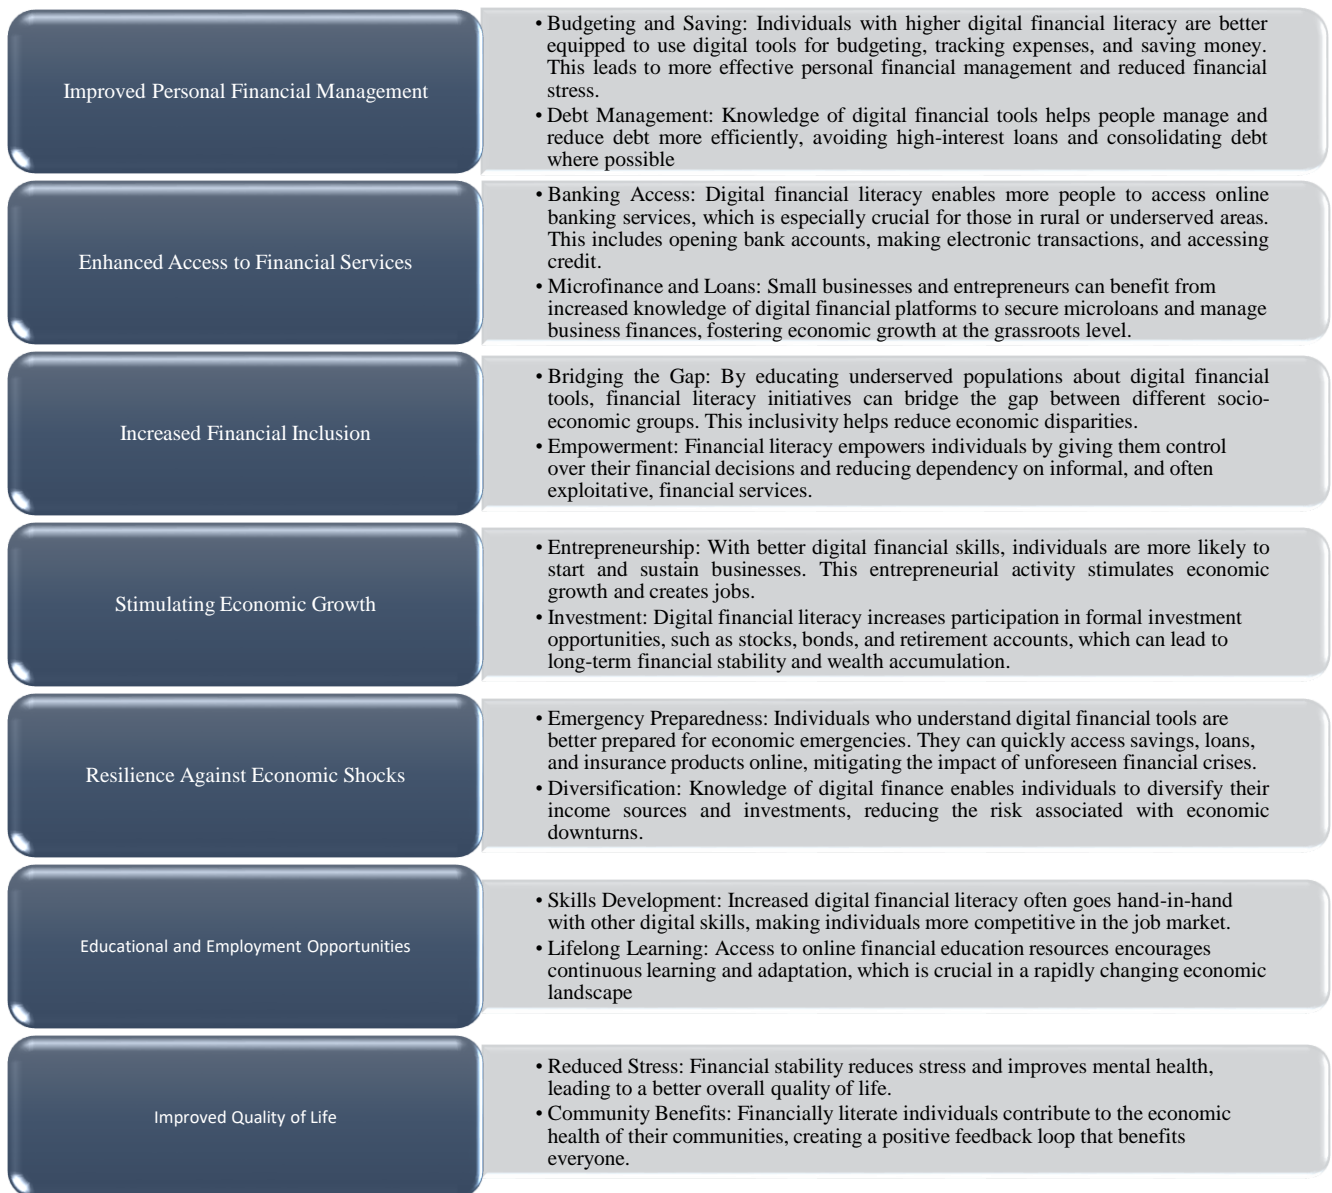 Improved Personal Financial Management
• Budgeting and Saving: Individuals with higher digital financial literacy are better
equipped to use digital tools for budgeting, tracking expenses, and saving money.
This leads to more effective personal financial management and reduced financial
stress.
• Debt Management: Knowledge of digital financial tools helps people manage and
reduce debt more efficiently, avoiding high-interest loans and consolidating debt
where possible
Enhanced Access to Financial Services
• Banking Access: Digital financial literacy enables more people to access online
banking services, which is especially crucial for those in rural or underserved areas.
This includes opening bank accounts, making electronic transactions, and accessing
credit.
• Microfinance and Loans: Small businesses and entrepreneurs can benefit from
increased knowledge of digital financial platforms to secure microloans and manage
business finances, fostering economic growth at the grassroots level.
Increased Financial Inclusion
• Bridging the Gap: By educating underserved populations about digital financial
tools, financial literacy initiatives can bridge the gap between different socio-
economic groups. This inclusivity helps reduce economic disparities.
• Empowerment: Financial literacy empowers individuals by giving them control
over their financial decisions and reducing dependency on informal, and often
exploitative, financial services.
Stimulating Economic Growth
• Entrepreneurship: With better digital financial skills, individuals are more likely to
start and sustain businesses. This entrepreneurial activity stimulates economic
growth and creates jobs.
• Investment: Digital financial literacy increases participation in formal investment
opportunities, such as stocks, bonds, and retirement accounts, which can lead to
long-term financial stability and wealth accumulation.
Resilience Against Economic Shocks
• Emergency Preparedness: Individuals who understand digital financial tools are
better prepared for economic emergencies. They can quickly access savings, loans,
and insurance products online, mitigating the impact of unforeseen financial crises.
• Diversification: Knowledge of digital finance enables individuals to diversify their
income sources and investments, reducing the risk associated with economic
downturns.
Educational and Employment Opportunities
• Skills Development: Increased digital financial literacy often goes hand-in-hand
with other digital skills, making individuals more competitive in the job market.
• Lifelong Learning: Access to online financial education resources encourages
continuous learning and adaptation, which is crucial in a rapidly changing economic
landscape
Improved Quality of Life
• Reduced Stress: Financial stability reduces stress and improves mental health,
leading to a better overall quality of life.
• Community Benefits: Financially literate individuals contribute to the economic
health of their communities, creating a positive feedback loop that benefits
everyone.